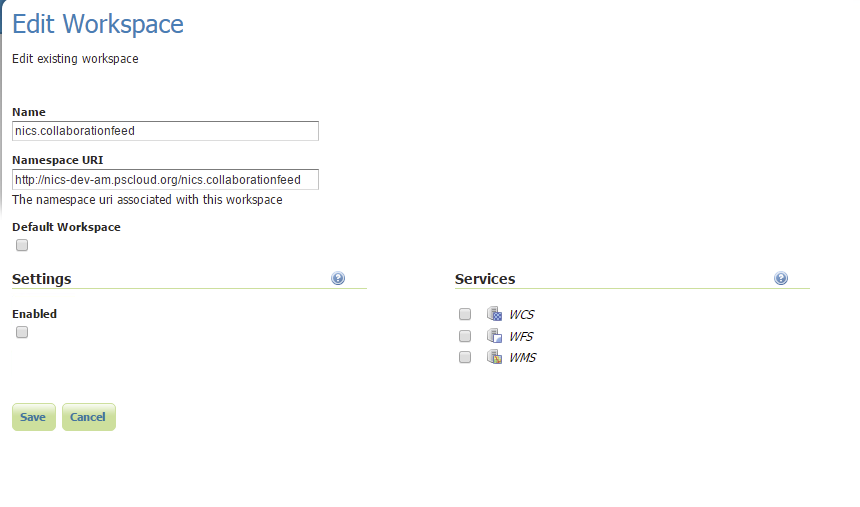 Edit Workspace
Edit existing workspace
Name
nics.collaborationfeed
Namespace URI
http://nics-dev-am.pscloud.org/nics.collaborationfeed
The namespace uri associated with this workspace
Default Workspace
Settings
Services
Enabled
WCS
WFS
WMS
Save Cancel